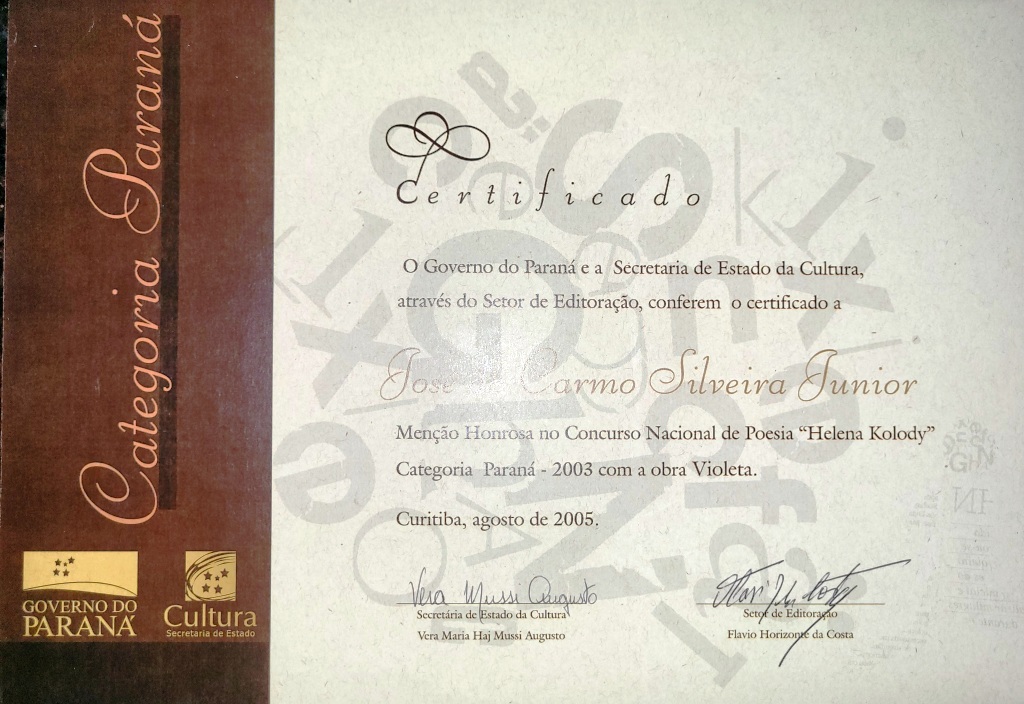 Categoria Paraná
GOVERNO DO
PARANÁ
Cultura
Secretaria de Estado
Certificado
O Governo do Paraná e a Secretaria de Estado da Cultura,
através do Setor de Editoração, conferem o certificado a
Jose Carmo Silveira Junior
Menção Honrosa no Concurso Nacional de Poesia “Helena Kolody”
Categoria Paraná - 2003 com a obra Violeta.
Curitiba, agosto de 2005.
Vera Mussi Augusto
Secretária de Estado da Cultura
Vera Maria Haj Mussi Augusto
Setor de Editoração
Flavio Horizonte da Costa